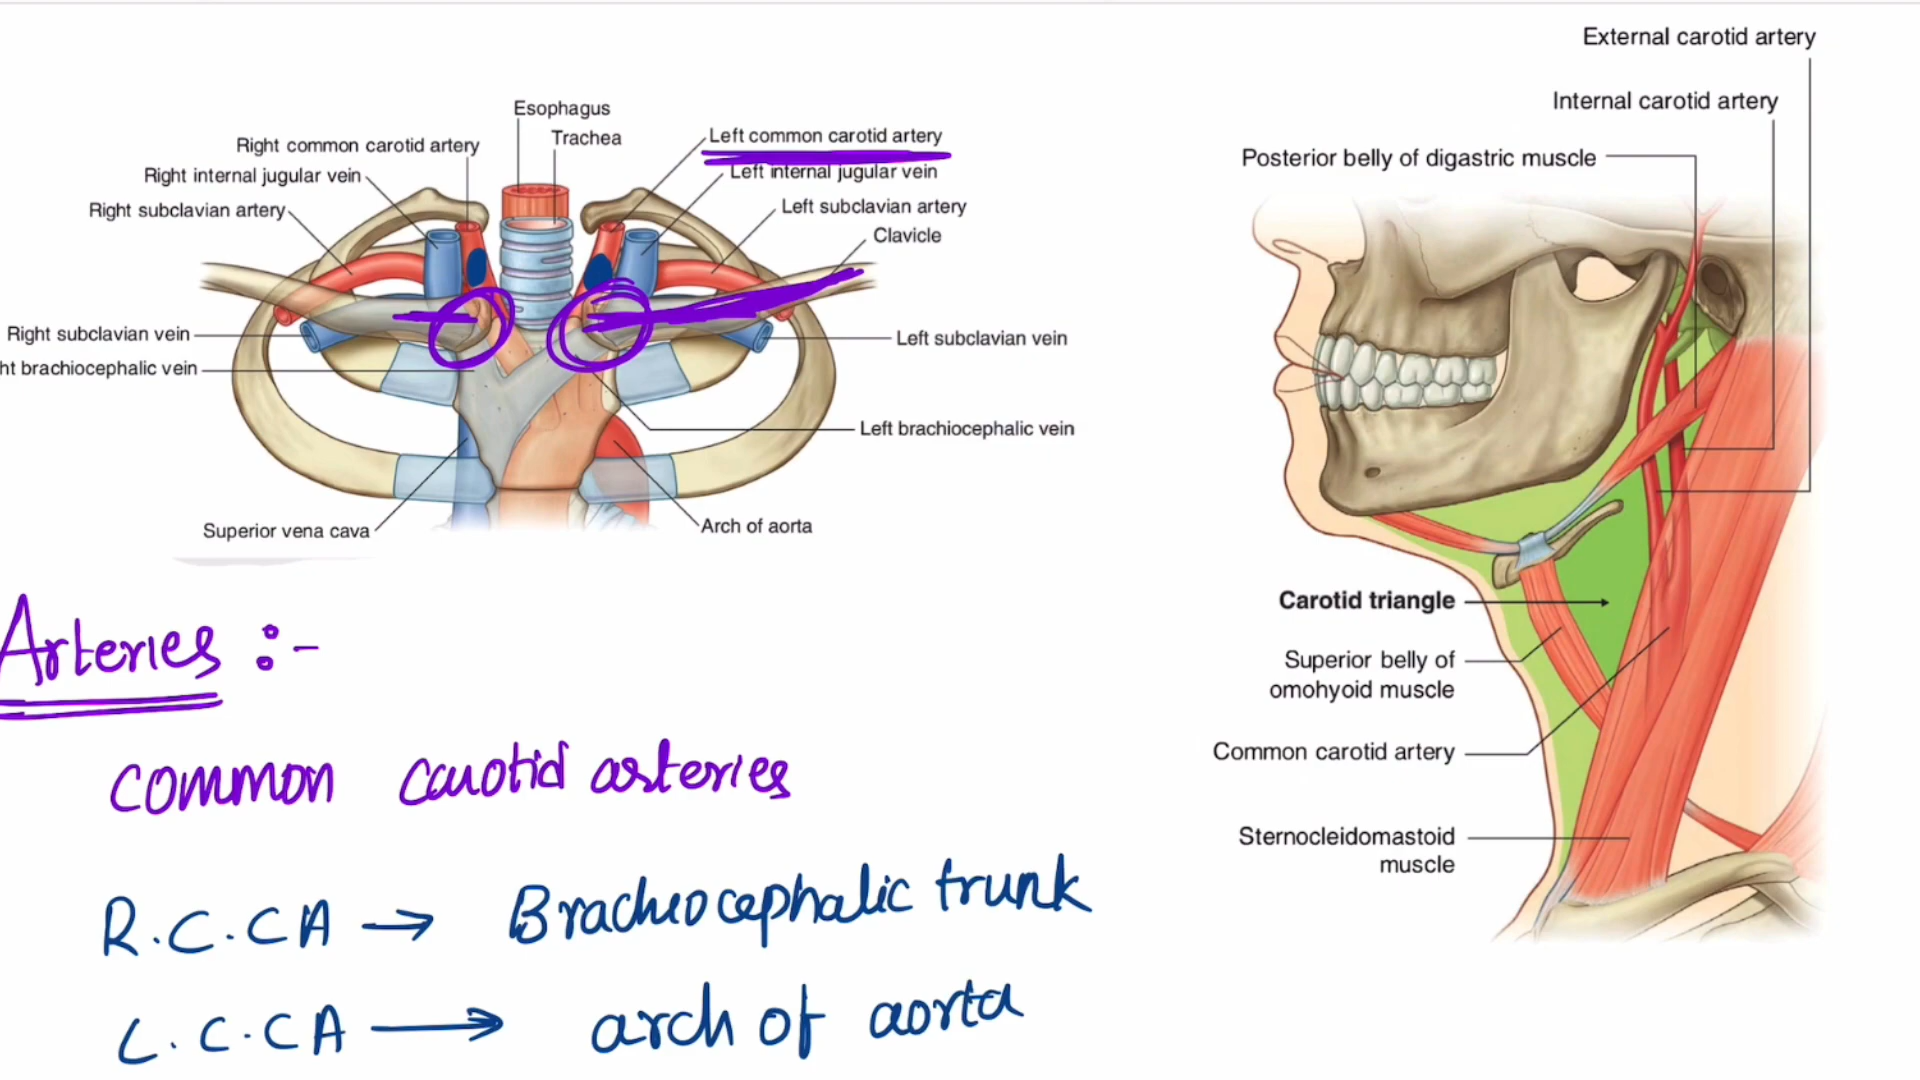 Esophagus
Trachea
Right common carotid artery
Left common carotid artery
Right internal jugular vein
Left internal jugular vein
Right subclavian artery
Left subclavian artery
Clavicle
Right subclavian vein
Left subclavian vein
ht brachiocephalic vein
Left brachiocephalic vein
Superior vena cava
Arch of aorta
External carotid artery
Internal carotid artery
Posterior belly of digastric muscle
Carotid triangle
Superior belly of
omohyoid muscle
Common carotid artery
Sternocleidomastoid
muscle
Arteries :-
common carotid arteries
R.C.CA → Brachiocephalic trunk
L.C.CA → arch of aorta